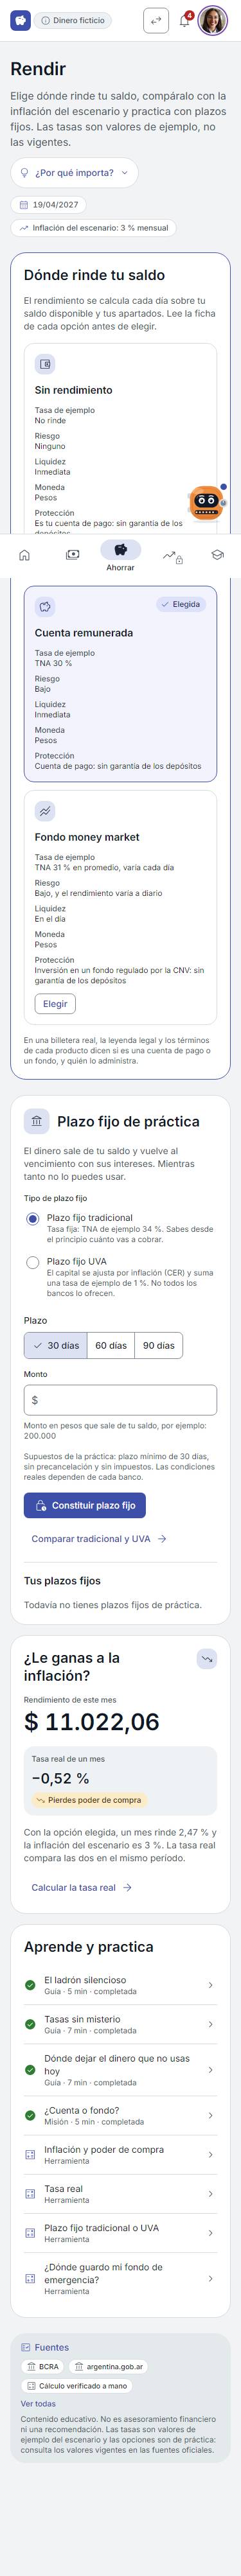 Dinero ficticio
4
Rendir
Elige dónde rinde tu saldo, compáralo con la
inflación del escenario y practica con plazos
fijos. Las tasas son valores de ejemplo, no
las vigentes.
¿Por qué importa?
19/04/2027
Inflación del escenario: 3 % mensual
Dónde rinde tu saldo
El rendimiento se calcula cada día sobre tu
saldo disponible y tus apartados. Lee la ficha
de cada opción antes de elegir.
Sin rendimiento
Tasa de ejemplo
No rinde
Riesgo
Ninguno
Liquidez
Inmediata
Moneda
Pesos
Protección
Es tu cuenta de pago: sin garantía de los
depósitos
Ahorrar
Elegida
Cuenta remunerada
Tasa de ejemplo
TNA 30 %
Riesgo
Bajo
Liquidez
Inmediata
Moneda
Pesos
Protección
Cuenta de pago: sin garantía de los depósitos
Fondo money market
Tasa de ejemplo
TNA 31 % en promedio, varía cada día
Riesgo
Bajo, y el rendimiento varía a diario
Liquidez
En el día
Moneda
Pesos
Protección
Inversión en un fondo regulado por la CNV: sin
garantía de los depósitos
Elegir
En una billetera real, la leyenda legal y los términos
de cada producto dicen si es una cuenta de pago o
un fondo, y quién lo administra.
Plazo fijo de práctica
El dinero sale de tu saldo y vuelve al
vencimiento con sus intereses. Mientras
tanto no lo puedes usar.
Tipo de plazo fijo
Plazo fijo tradicional
Tasa fija: TNA de ejemplo 34 %. Sabes desde
el principio cuánto vas a cobrar.
Plazo fijo UVA
El capital se ajusta por inflación (CER) y suma
una tasa de ejemplo de 1 %. No todos los
bancos lo ofrecen.
Plazo
30 días
60 días
90 días
Monto
$
Monto en pesos que sale de tu saldo, por ejemplo:
200.000
Supuestos de la práctica: plazo mínimo de 30 días,
sin precancelación y sin impuestos. Las condiciones
reales dependen de cada banco.
Constituir plazo fijo
Comparar tradicional y UVA
Tus plazos fijos
Todavía no tienes plazos fijos de práctica.
¿Le ganas a la
inflación?
Rendimiento de este mes
$ 11.022,06
Tasa real de un mes
−0,52 %
Pierdes poder de compra
Con la opción elegida, un mes rinde 2,47 % y
la inflación del escenario es 3 %. La tasa real
compara las dos en el mismo período.
Calcular la tasa real
Aprende y practica
El ladrón silencioso
Guía · 5 min · completada
Tasas sin misterio
Guía · 7 min · completada
Dónde dejar el dinero que no usas
hoy
Guía · 7 min · completada
¿Cuenta o fondo?
Misión · 5 min · completada
Inflación y poder de compra
Herramienta
Tasa real
Herramienta
Plazo fijo tradicional o UVA
Herramienta
¿Dónde guardo mi fondo de
emergencia?
Herramienta
Fuentes
BCRA
argentina.gob.ar
Cálculo verificado a mano
Ver todas
Contenido educativo. No es asesoramiento financiero
ni una recomendación. Las tasas son valores de
ejemplo del escenario y las opciones son de práctica:
consulta los valores vigentes en las fuentes oficiales.